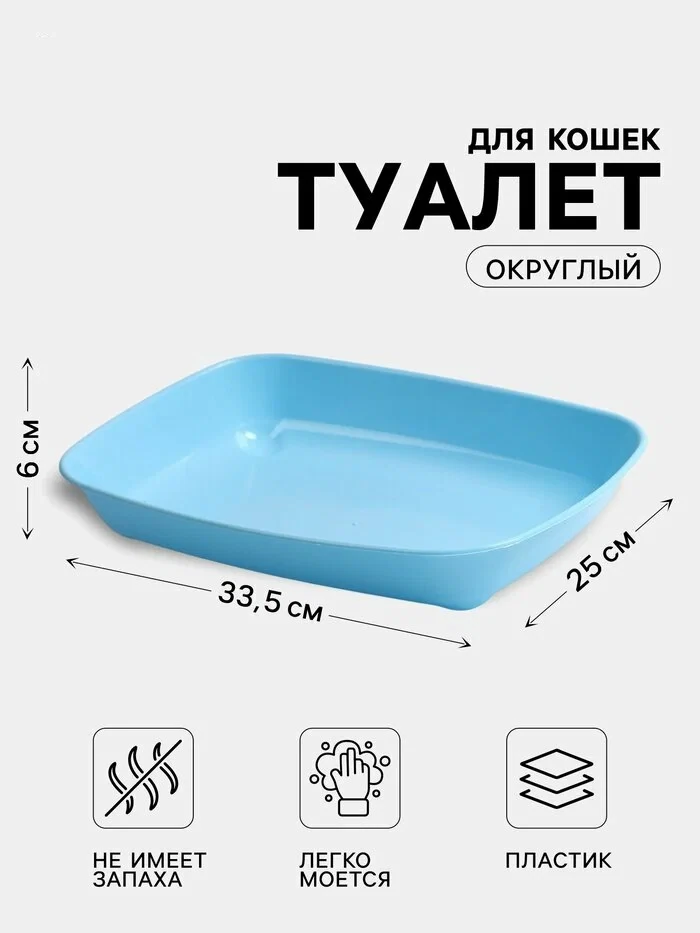 ДЛЯ КОШЕК
ТУАЛЕТ
ОКРУГЛЫЙ
6 см
33,5 см
25 см
НЕ ИМЕЕТ
ЗАПАХА
ЛЕГКО
МОЕТСЯ
ПЛАСТИК